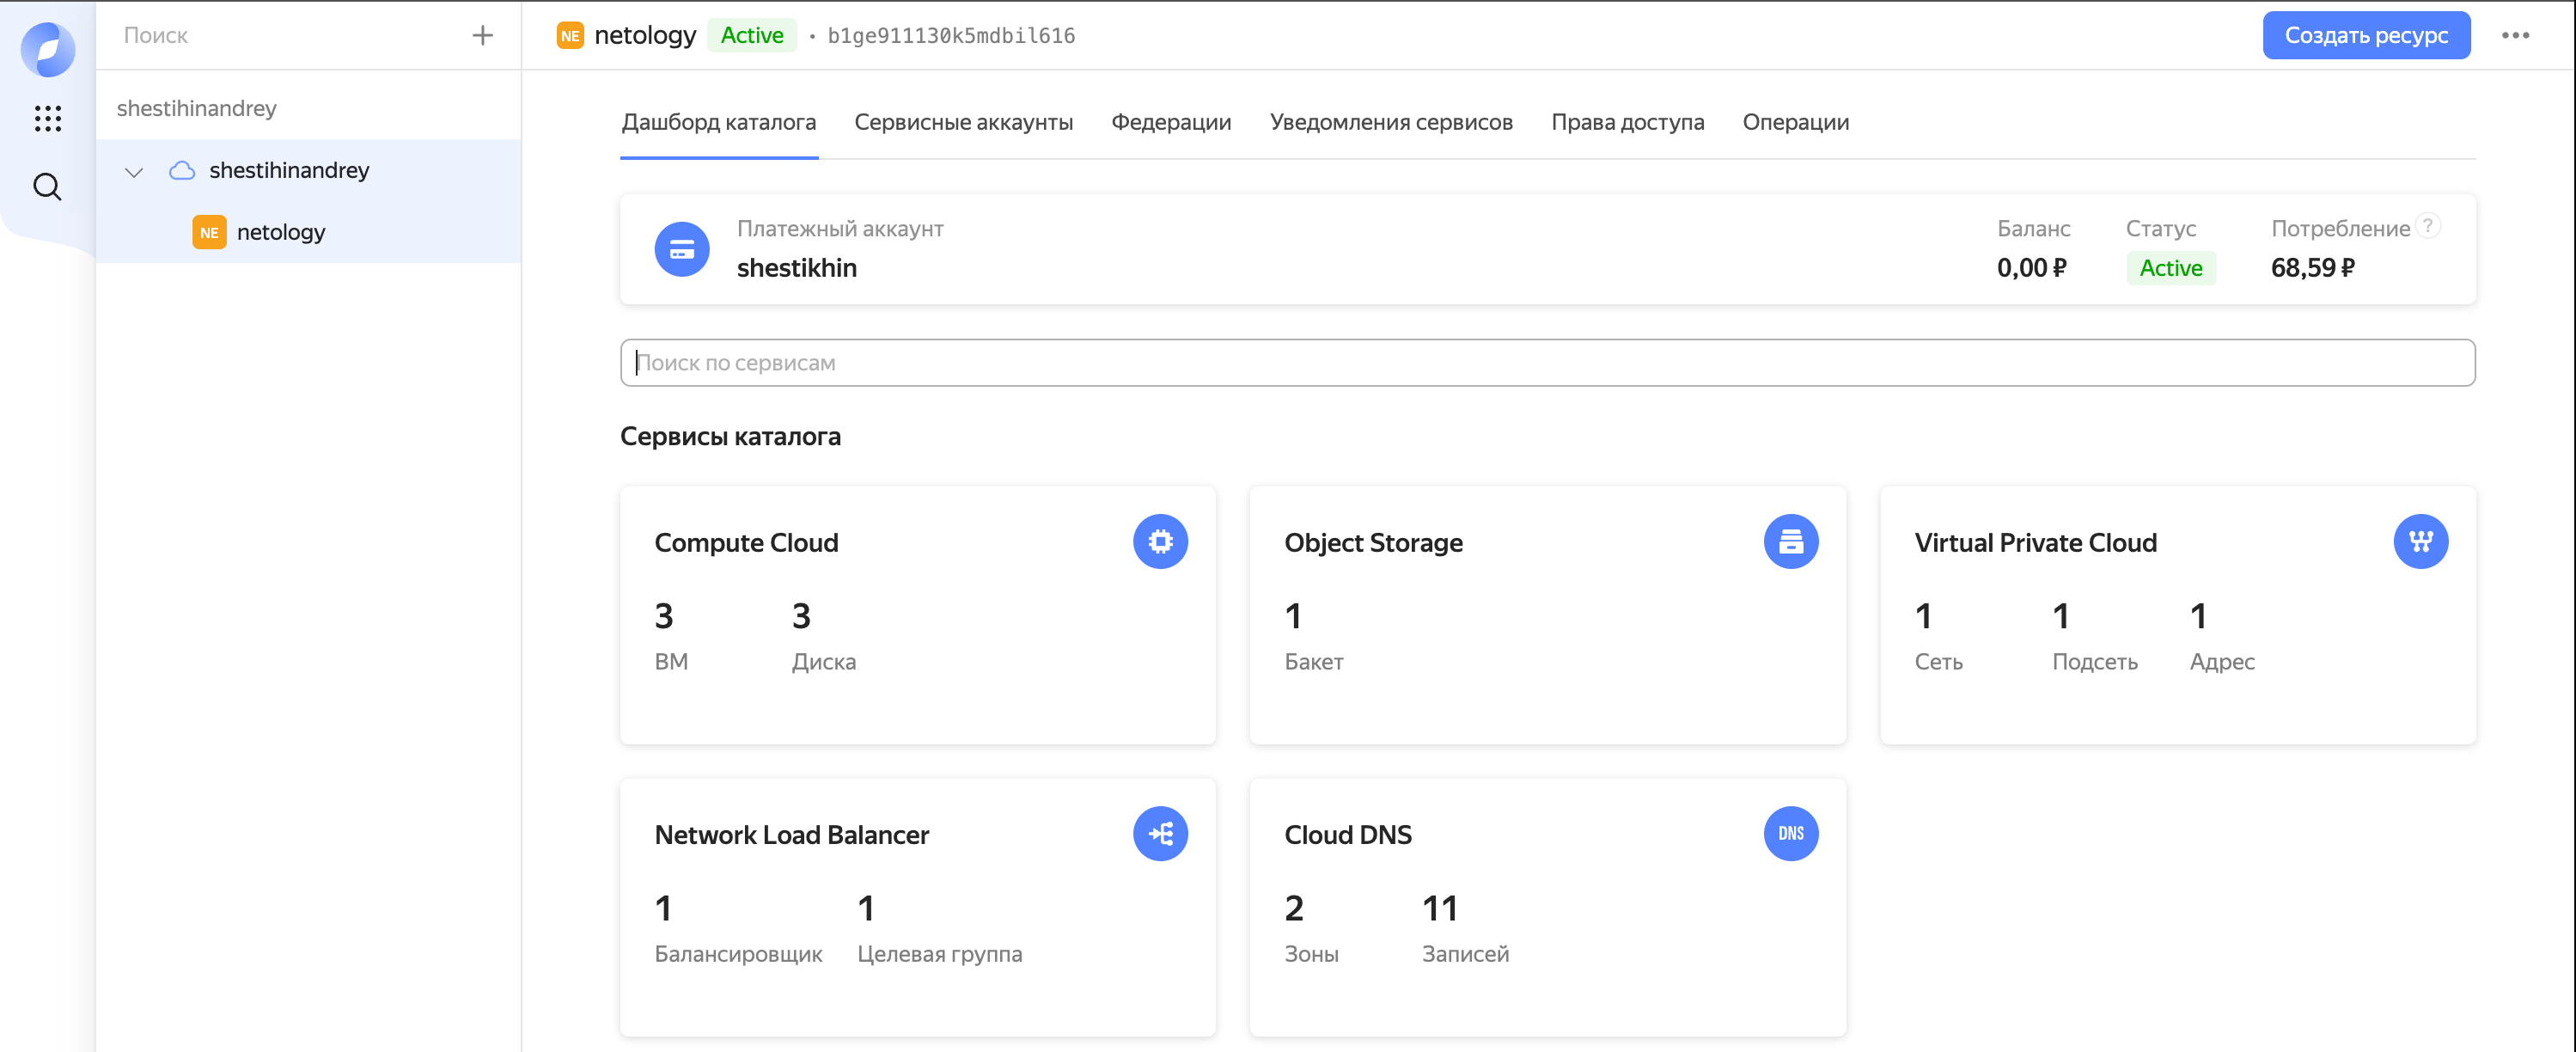 Поиск
shestihinandrey
shestihinandrey
NE netology
NE netology Active • b1ge911130k5mdbil616
Создать ресурс
Дашборд каталога Сервисные аккаунты Федерации Уведомления сервисов Права доступа Операции
Платежный аккаунт
shestikhin
Баланс
0,00 ₽
Статус
Active
Потребление ?
68,59 ₽
Поиск по сервисам
Сервисы каталога
Compute Cloud
3 3
ВМ Диска
Object Storage
1
Бакет
Virtual Private Cloud
1 1 1
Сеть Подсеть Адрес
Network Load Balancer
1 1
Балансировщик Целевая группа
Cloud DNS
DNS
2 11
Зоны Записей